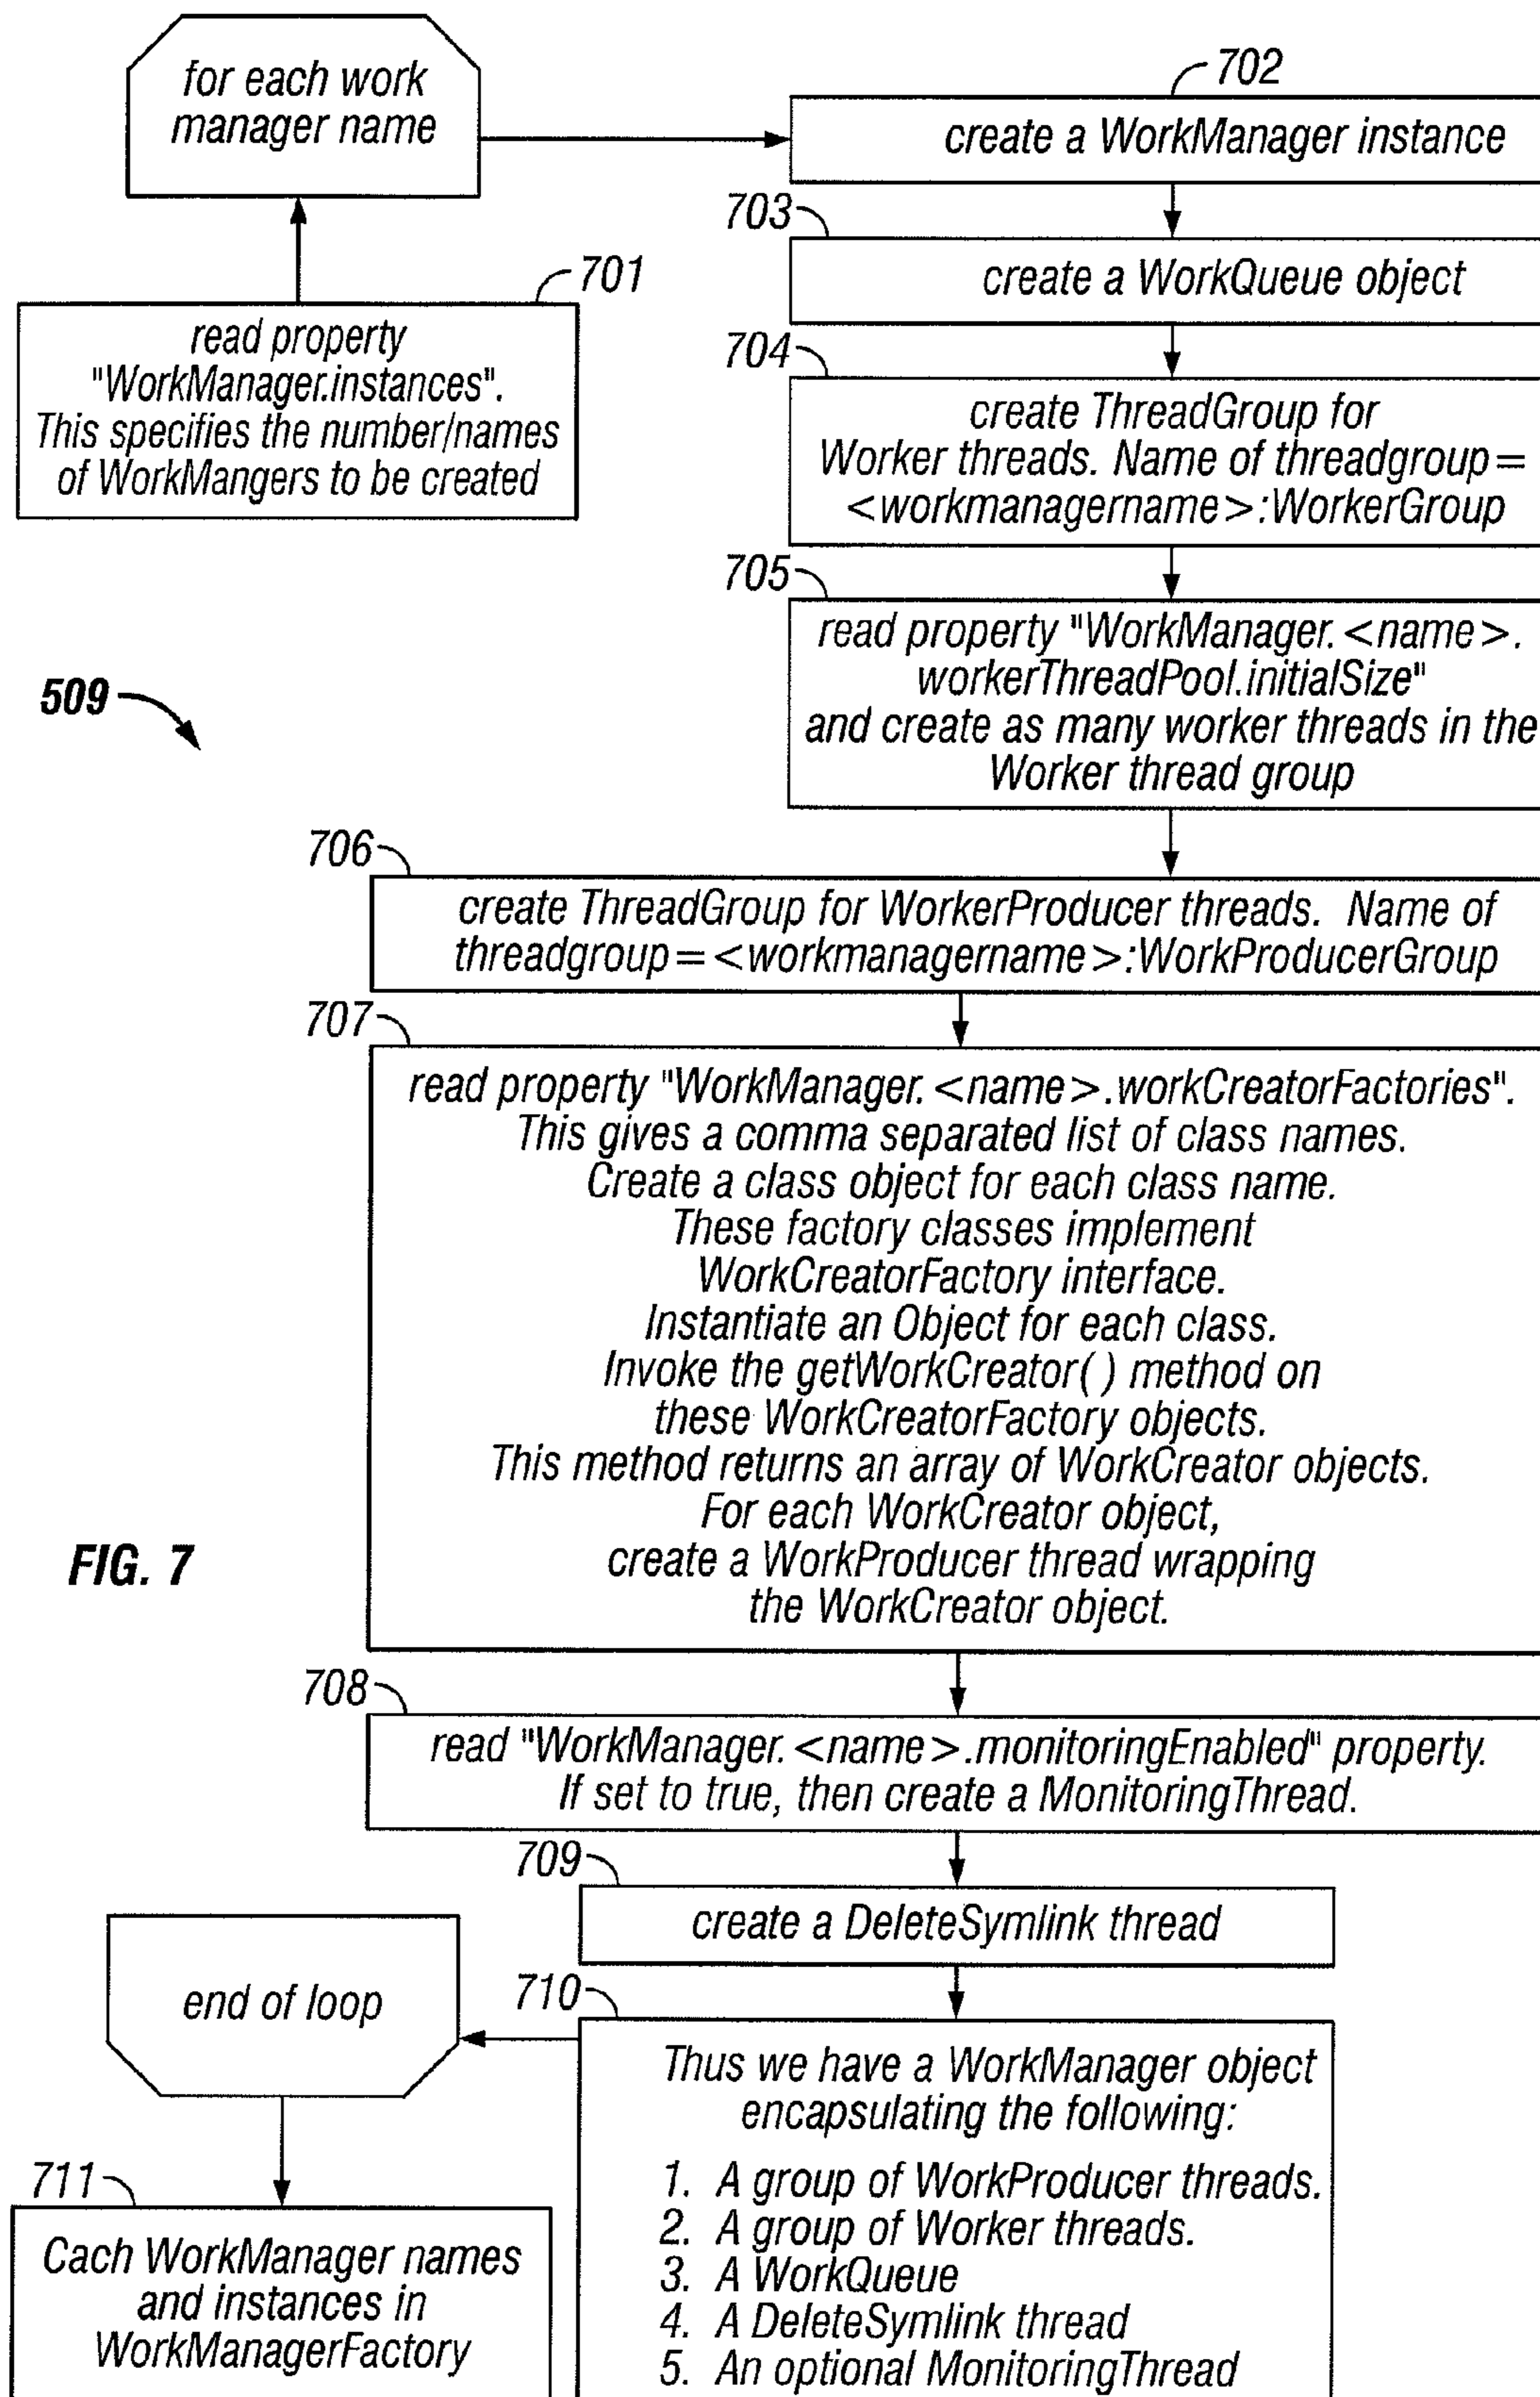 for each work
manager name
702
create a WorkManager instance
703
create a WorkQueue object
701
read property
"WorkManager.instances".
This specifies the number/names
of WorkMangers to be created
704
create ThreadGroup for
Worker threads. Name of threadgroup=
<workmanagername>:WorkerGroup
705
read property "WorkManager.<name>.
workerThreadPool.initialSize"
and create as many worker threads in the
Worker thread group
509
706
create ThreadGroup for WorkerProducer threads. Name of
threadgroup=<workmanagername>:WorkProducerGroup
707
read property "WorkManager.<name>.workCreatorFactories".
This gives a comma separated list of class names.
Create a class object for each class name.
These factory classes implement
WorkCreatorFactory interface.
Instantiate an Object for each class.
Invoke the getWorkCreator( ) method on
these WorkCreatorFactory objects.
This method returns an array of WorkCreator objects.
For each WorkCreator object,
create a WorkProducer thread wrapping
the WorkCreator object.
FIG. 7
708
read "WorkManager.<name>.monitoringEnabled" property.
If set to true, then create a MonitoringThread.
709
create a DeleteSymlink thread
710
Thus we have a WorkManager object
encapsulating the following:
1. A group of WorkProducer threads.
2. A group of Worker threads.
3. A WorkQueue
4. A DeleteSymlink thread
5. An optional MonitoringThread
end of loop
711
Cach WorkManager names
and instances in
WorkManagerFactory